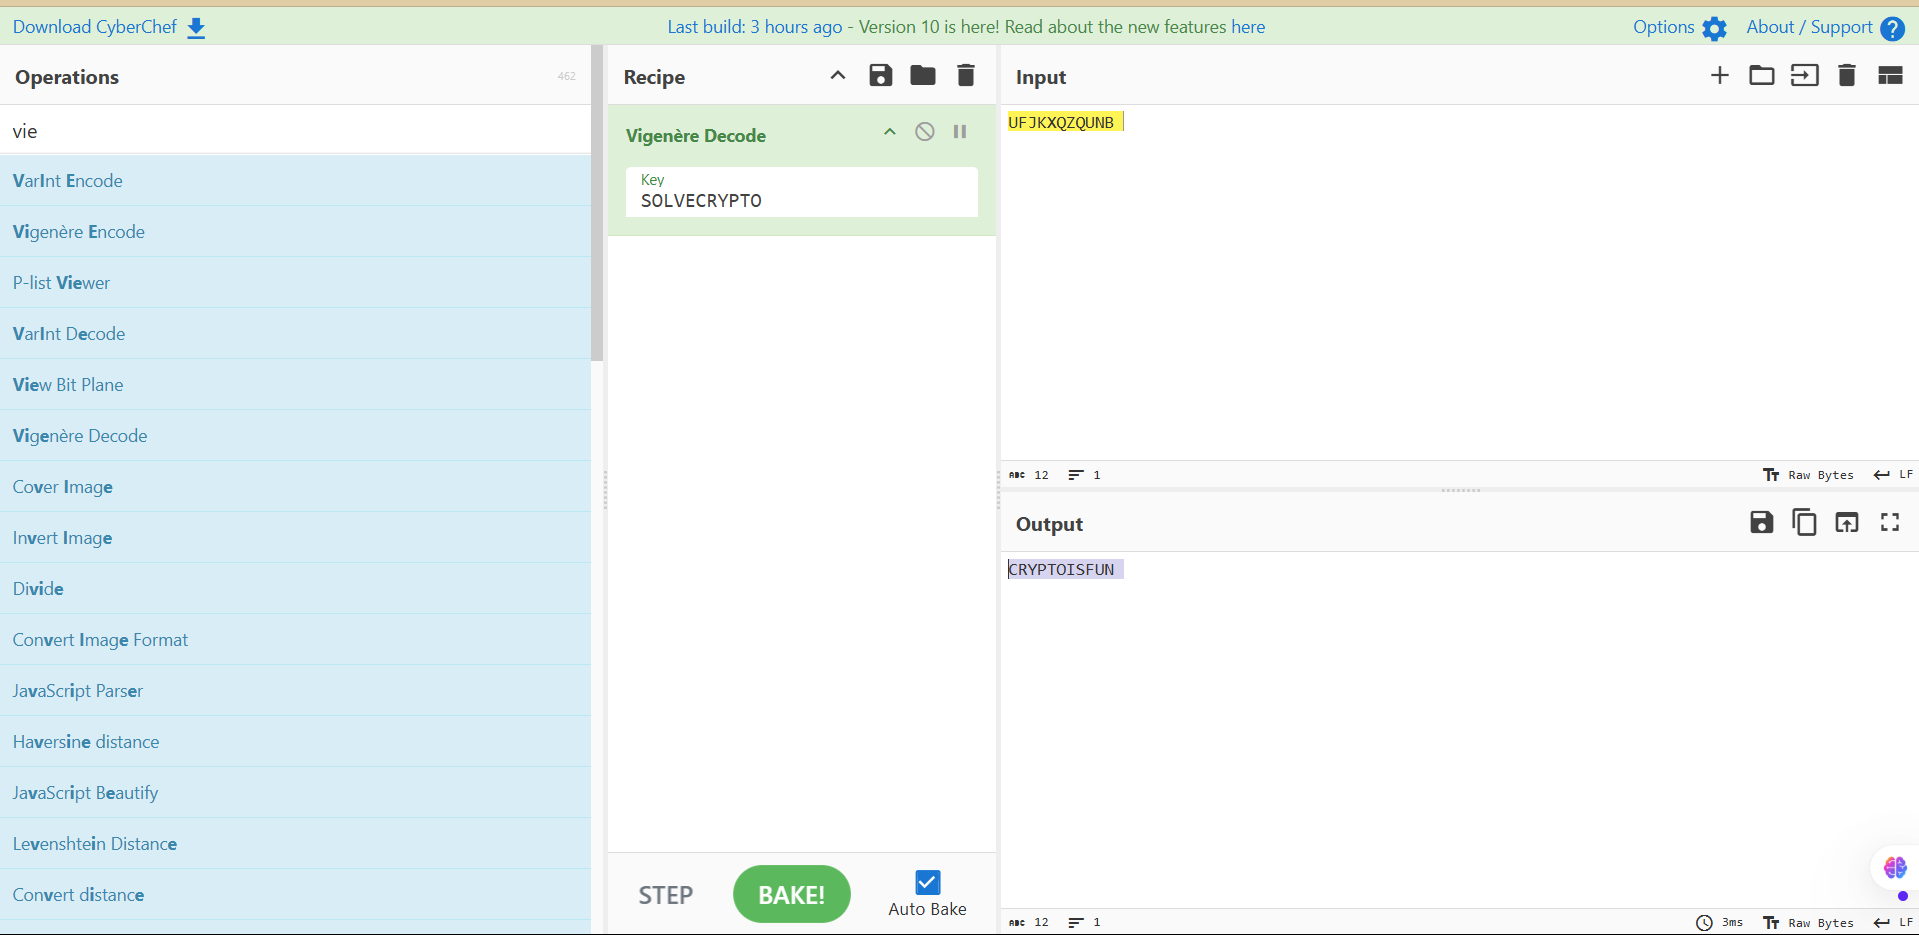 Download CyberChef
Last build: 3 hours ago - Version 10 is here! Read about the new features here
Options
About / Support ?
Operations
462
vie
VarInt Encode
Vigenère Encode
P-list Viewer
VarInt Decode
View Bit Plane
Vigenère Decode
Cover Image
Invert Image
Divide
Convert Image Format
JavaScript Parser
Haversine distance
JavaScript Beautify
Levenshtein Distance
Convert distance
Recipe
Vigenère Decode
Key
SOLVECRYPTO
STEP
BAKE!
Auto Bake
Input
UFJKXQZQUNB
ABC 12 1
Tт Raw Bytes LF
Output
CRYPTOISFUN
ABC 12 1
3ms Tт Raw Bytes LF